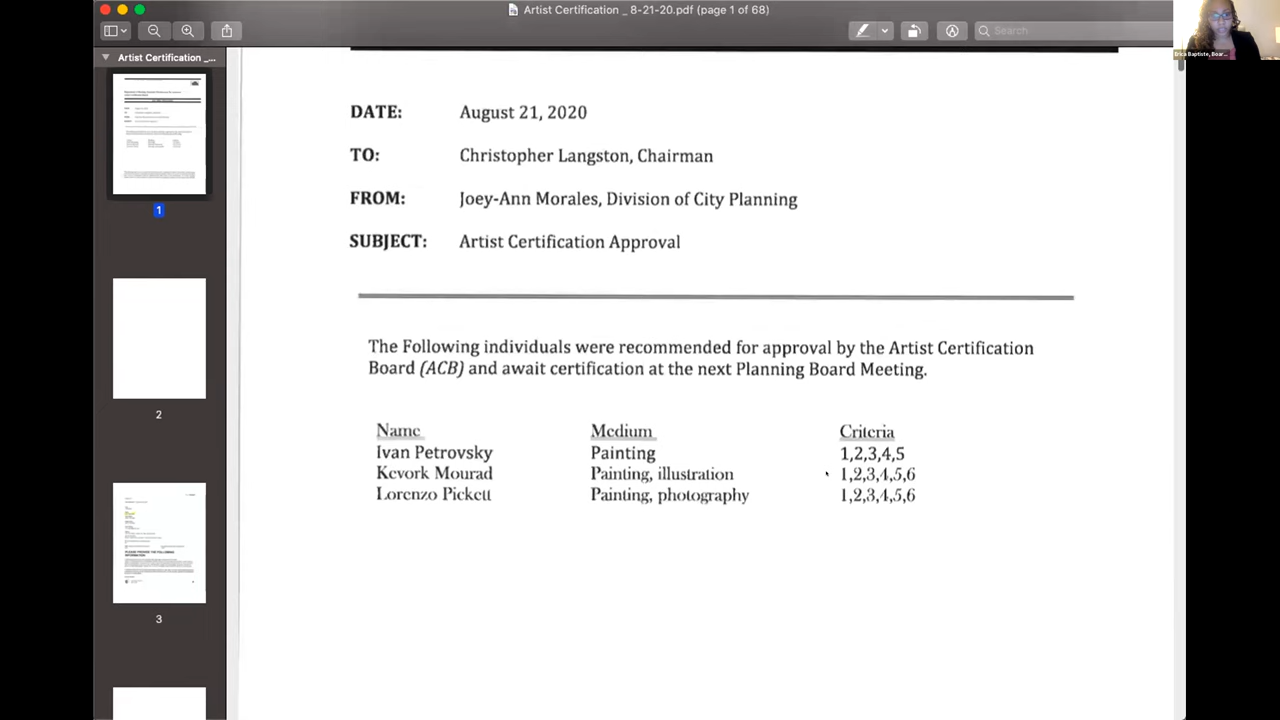 Artist Certification _ 8-21-20.pdf (page 1 of 68)
Search
Artist Certification _...
1
2
3
DATE: August 21, 2020
TO: Christopher Langston, Chairman
FROM: Joey-Ann Morales, Division of City Planning
SUBJECT: Artist Certification Approval
The Following individuals were recommended for approval by the Artist Certification
Board (ACB) and await certification at the next Planning Board Meeting.
Name Medium Criteria
Ivan Petrovsky Painting 1,2,3,4,5
Kevork Mourad Painting, illustration 1,2,3,4,5,6
Lorenzo Pickett Painting, photography 1,2,3,4,5,6
Erica Baptiste, Boar...